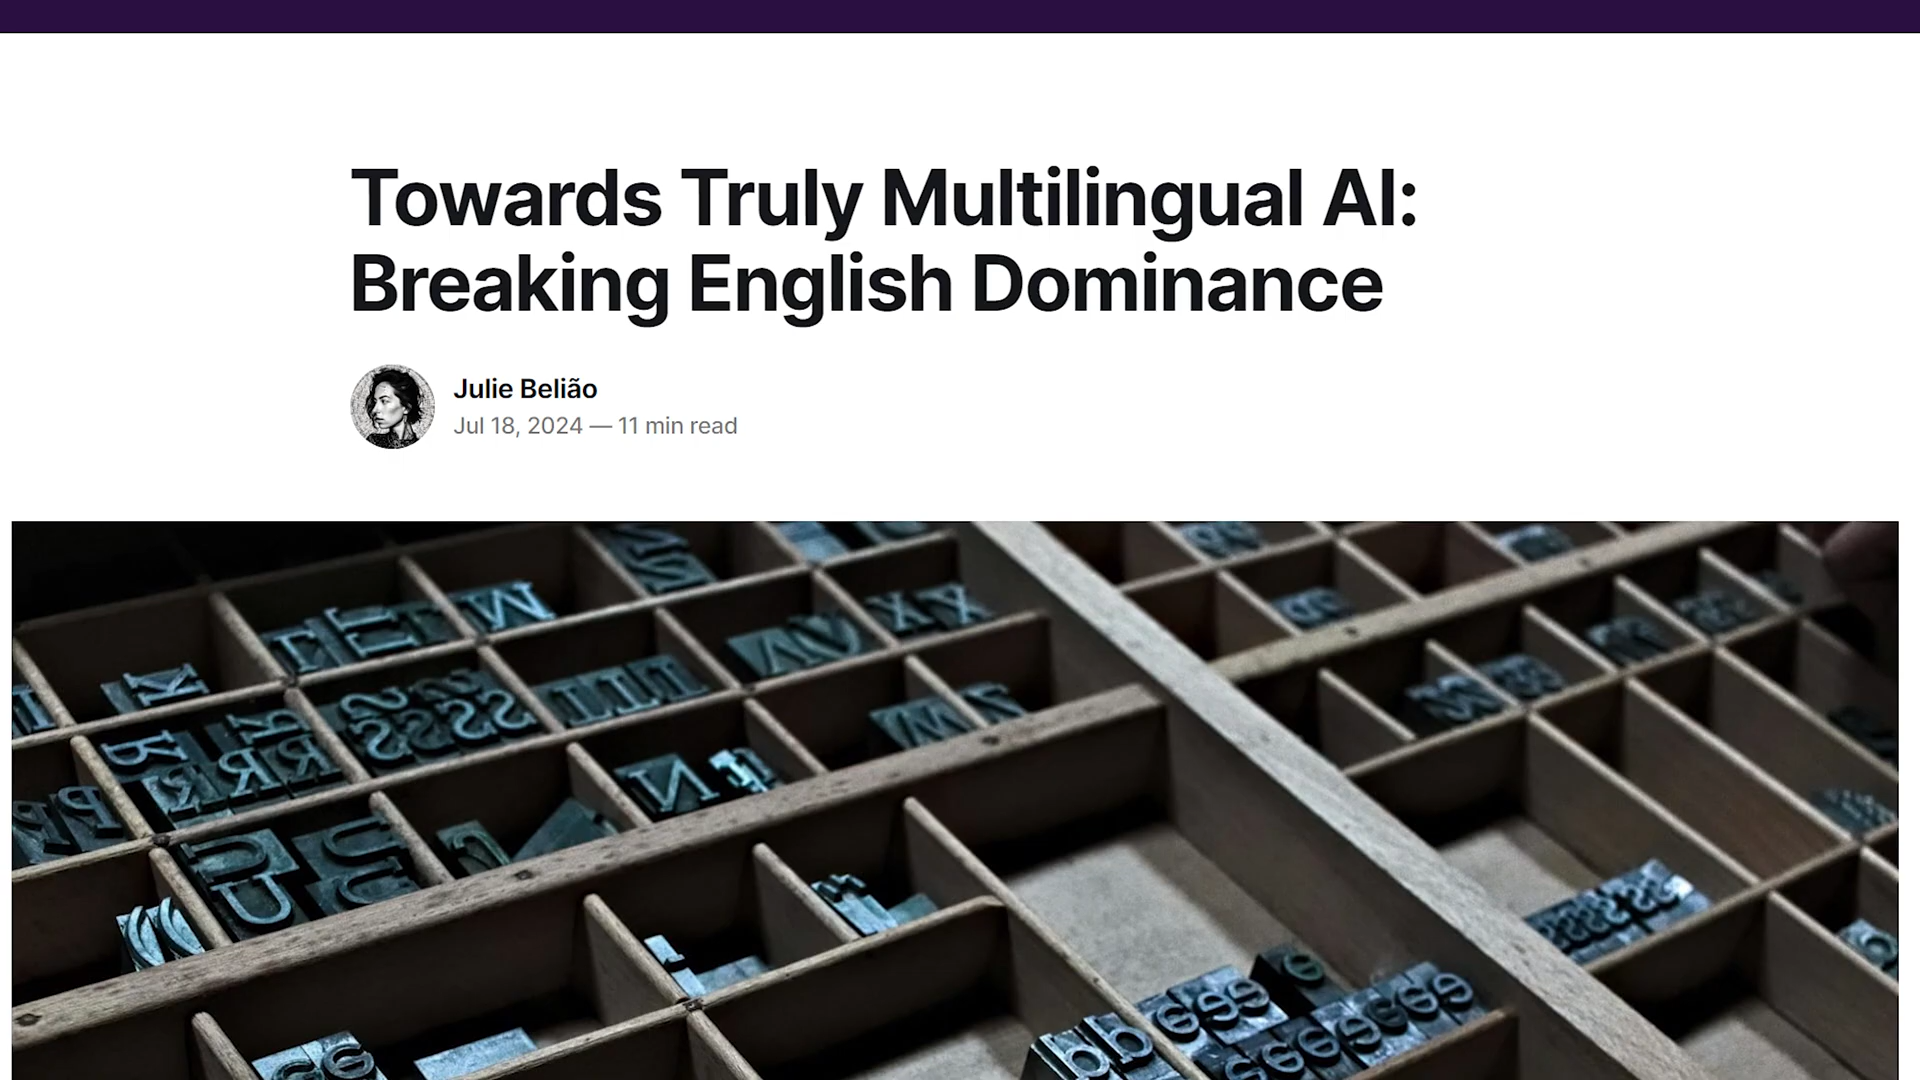 Towards Truly Multilingual AI:
Breaking English Dominance
Julie Belião
Jul 18, 2024 — 11 min read